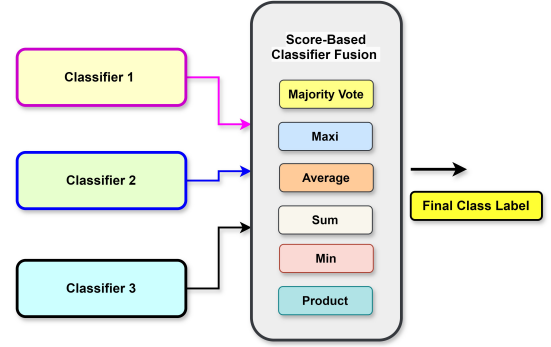 Classifier 1
Classifier 2
Classifier 3
Score-Based
Classifier Fusion
Majority Vote
Maxi
Average
Sum
Min
Product
Final Class Label